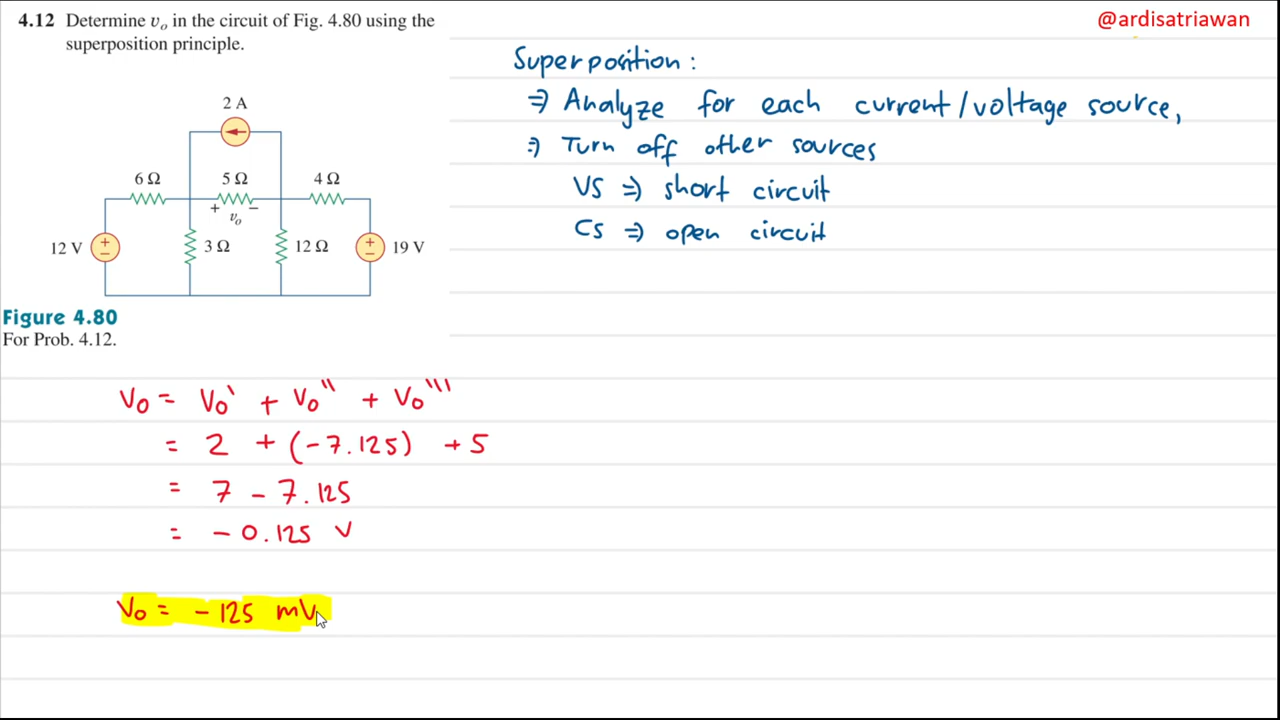 4.12 Determine vo in the circuit of Fig. 4.80 using the
superposition principle.
@ardisatriawan
2 A
6 Ω
5 Ω
4 Ω
+ vo −
12 V
+
−
3 Ω
12 Ω
+
−
19 V
Figure 4.80
For Prob. 4.12.
Superposition :
⇒ Analyze for each current/voltage source,
⇒ Turn off other sources
VS ⇒ short circuit
CS ⇒ open circuit
Vo = Vo' + Vo'' + Vo'''
= 2 + (-7.125) + 5
= 7 - 7.125
= - 0.125 V
Vo = - 125 mV